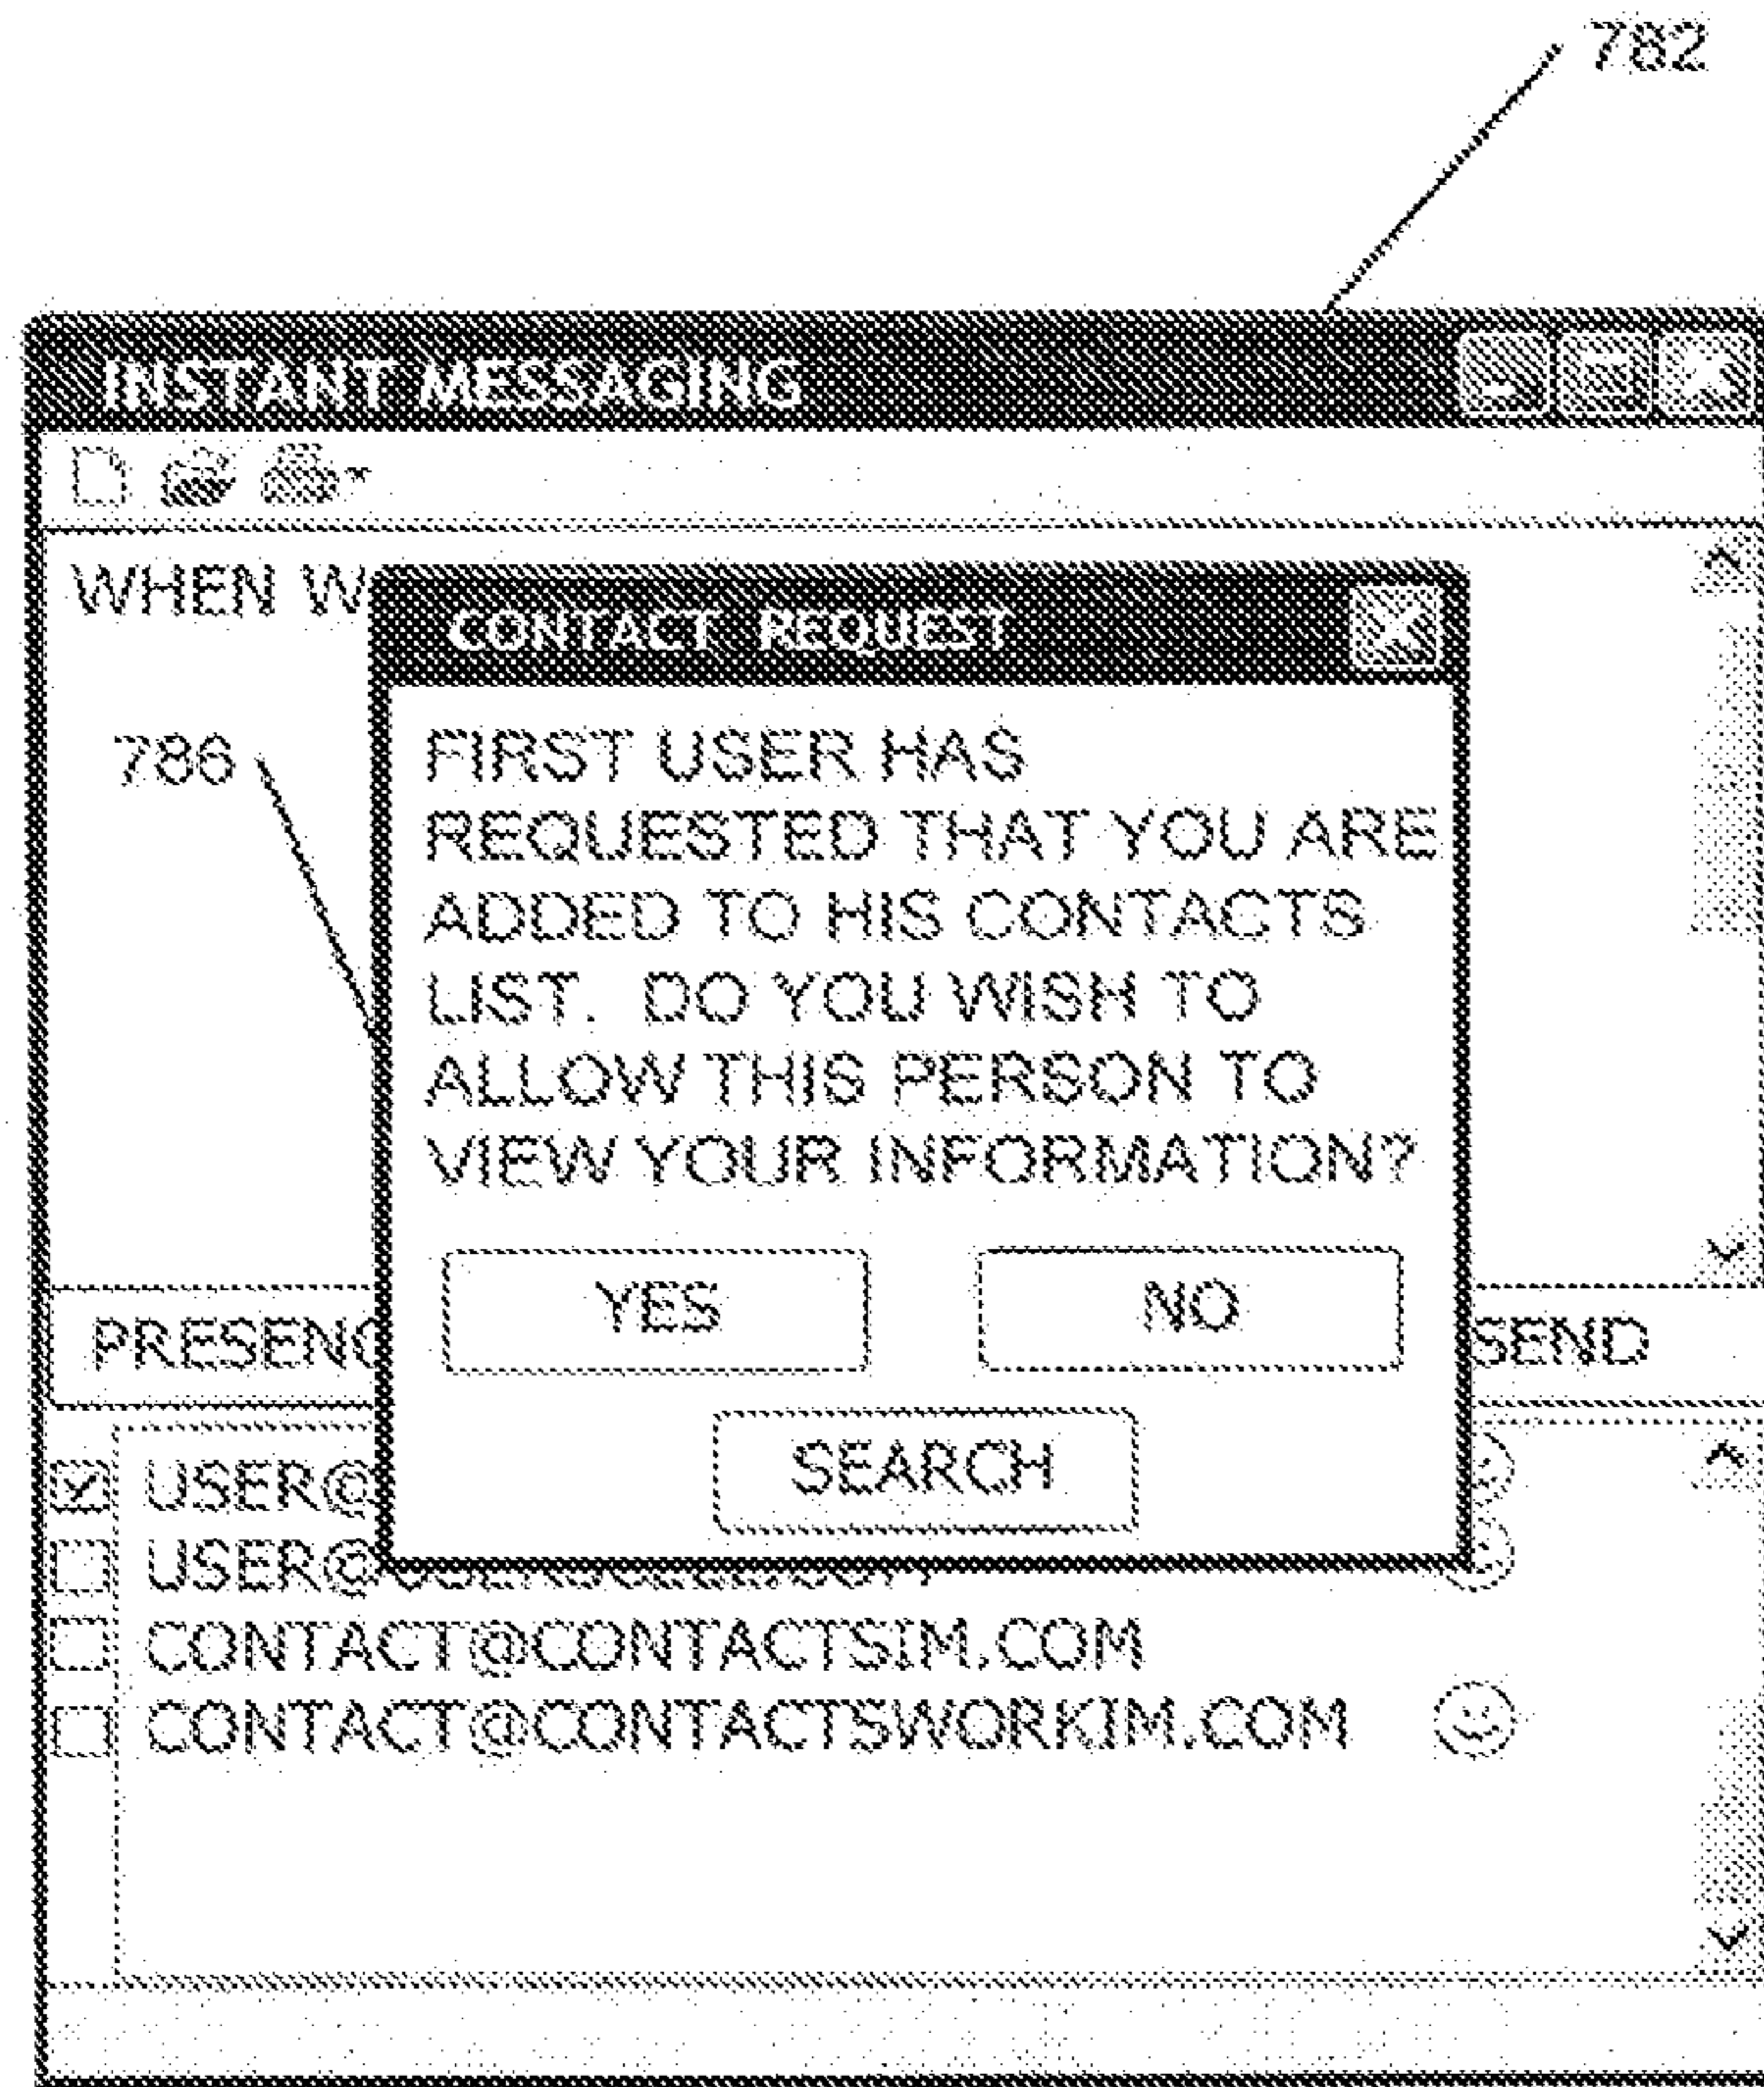 782
INSTANT MESSAGING
WHEN W
CONTACT REQUEST
786
FIRST USER HAS
REQUESTED THAT YOU ARE
ADDED TO HIS CONTACTS
LIST. DO YOU WISH TO
ALLOW THIS PERSON TO
VIEW YOUR INFORMATION?
YES NO
PRESENC SEND
SEARCH
USER@
USER@
CONTACT@CONTACTSIM.COM
CONTACT@CONTACTSWORKIM.COM